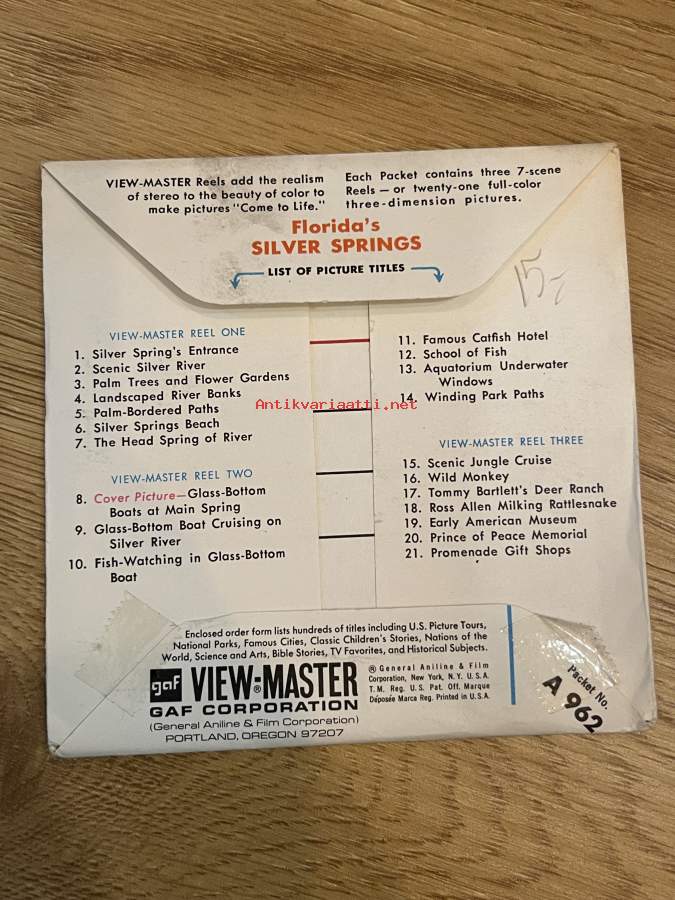 VIEW-MASTER Reels add the realism
of stereo to the beauty of color to
make pictures "Come to Life."
Each Packet contains three 7-scene
Reels — or twenty-one full-color
three-dimension pictures.
Florida's
SILVER SPRINGS
LIST OF PICTURE TITLES
15,-
VIEW-MASTER REEL ONE
1. Silver Spring's Entrance
2. Scenic Silver River
3. Palm Trees and Flower Gardens
4. Landscaped River Banks
5. Palm-Bordered Paths
6. Silver Springs Beach
7. The Head Spring of River
VIEW-MASTER REEL TWO
8. Cover Picture—Glass-Bottom
Boats at Main Spring
9. Glass-Bottom Boat Cruising on
Silver River
10. Fish-Watching in Glass-Bottom
Boat
11. Famous Catfish Hotel
12. School of Fish
13. Aquatorium Underwater
Windows
14. Winding Park Paths
Antikvariaatti.net
VIEW-MASTER REEL THREE
15. Scenic Jungle Cruise
16. Wild Monkey
17. Tommy Bartlett's Deer Ranch
18. Ross Allen Milking Rattlesnake
19. Early American Museum
20. Prince of Peace Memorial
21. Promenade Gift Shops
Enclosed order form lists hundreds of titles including U.S. Picture Tours,
National Parks, Famous Cities, Classic Children's Stories, Nations of the
World, Science and Arts, Bible Stories, TV Favorites, and Historical Subjects.
gaf VIEW-MASTER
GAF CORPORATION
(General Aniline & Film Corporation)
PORTLAND, OREGON 97207
® General Aniline & Film
Corporation, New York, N.Y. U.S.A.
T.M. Reg. U.S. Pat. Off. Marque
Déposée Marca Reg. Printed in U.S.A.
Packet No.
A 962